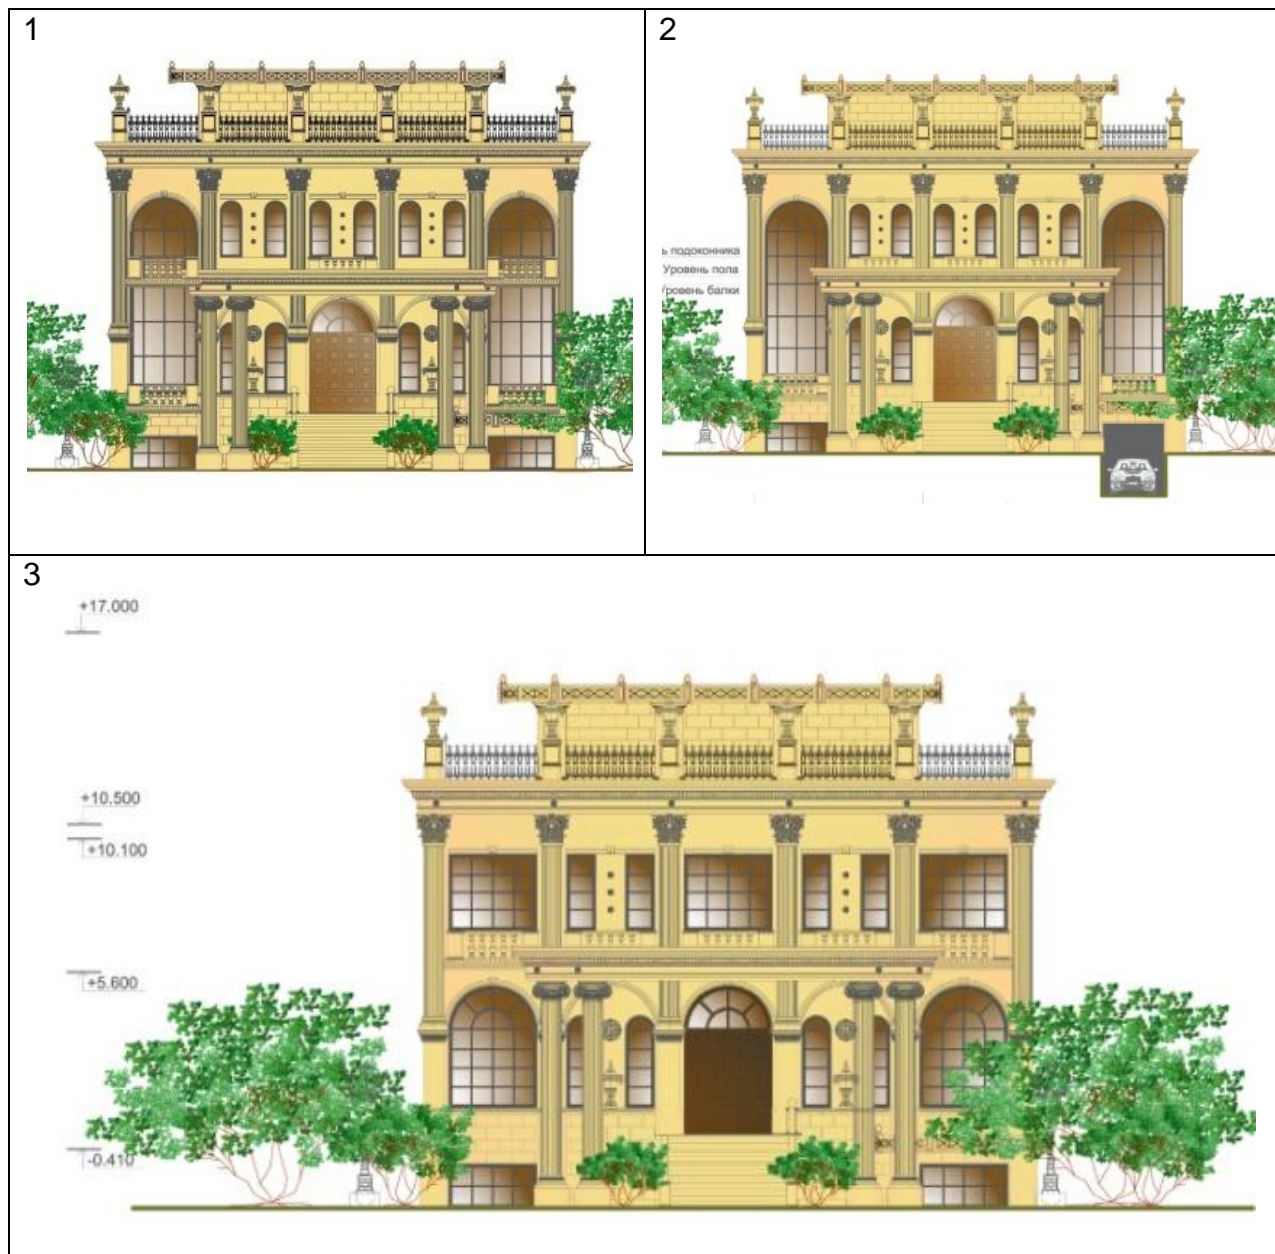 1
2
ь подоконника
Уровень пола
Уровень балки
3
+17.000
+10.500
+10.100
+5.600
-0.410